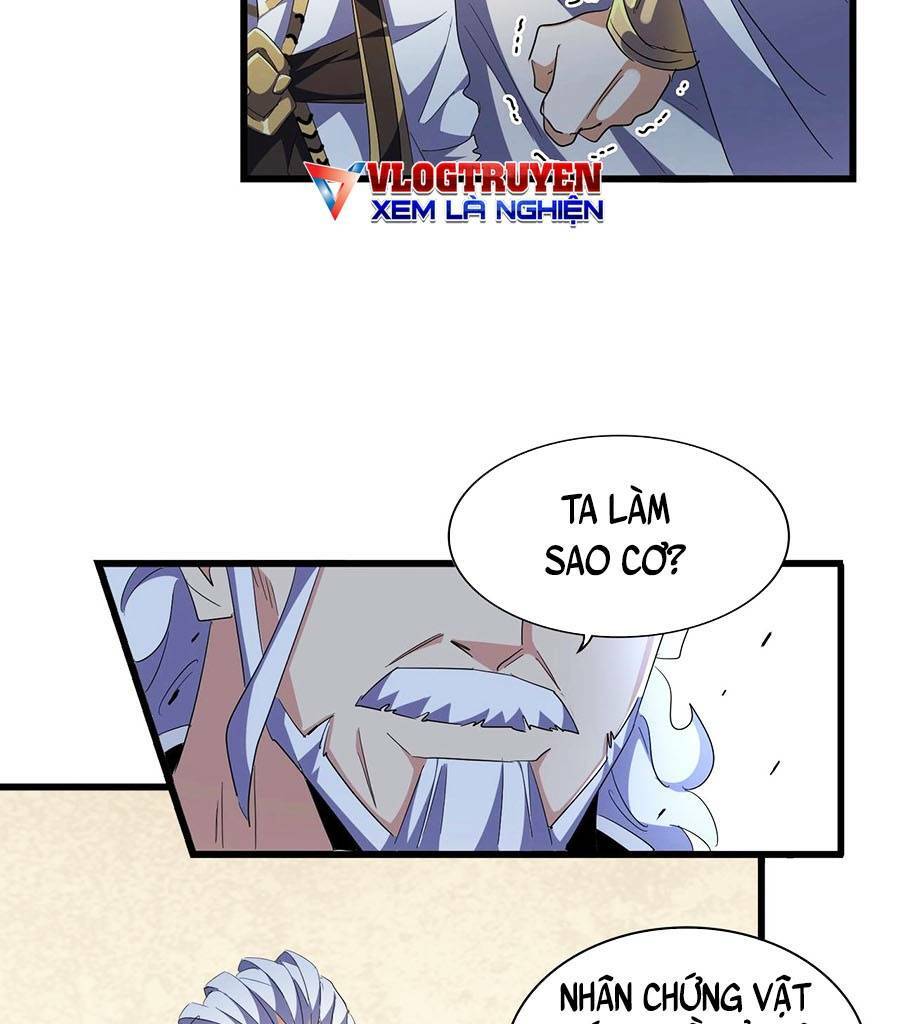 VLOGTRUYEN
XEM LÀ NGHIỆN
TA LÀM
SAO CƠ?
NHÂN CHỨNG VẬT